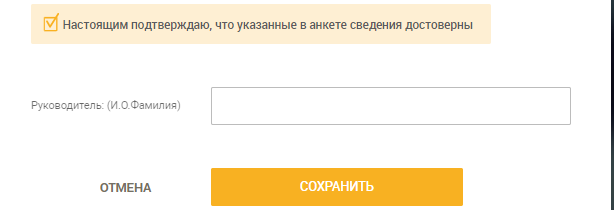 Настоящим подтверждаю, что указанные в анкете сведения достоверны
Руководитель: (И.О.Фамилия)
ОТМЕНА СОХРАНИТЬ